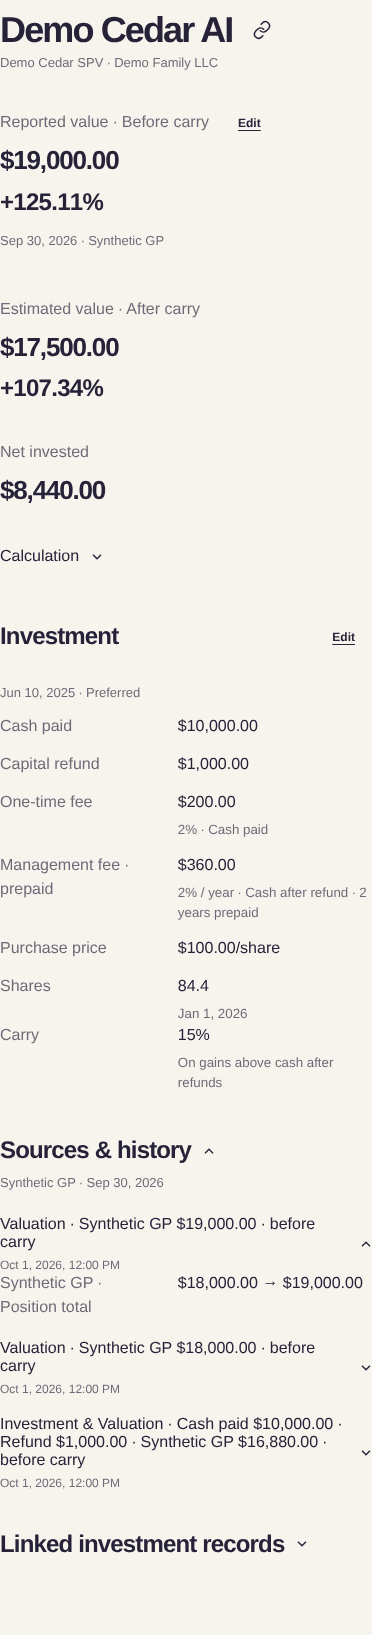 Demo Cedar AI
Demo Cedar SPV · Demo Family LLC
Reported value · Before carry Edit
$19,000.00
+125.11%
Sep 30, 2026 · Synthetic GP
Estimated value · After carry
$17,500.00
+107.34%
Net invested
$8,440.00
Calculation
Investment Edit
Jun 10, 2025 · Preferred
Cash paid $10,000.00
Capital refund $1,000.00
One-time fee $200.00
2% · Cash paid
Management fee · $360.00
prepaid 2% / year · Cash after refund · 2
years prepaid
Purchase price $100.00/share
Shares 84.4
Jan 1, 2026
Carry 15%
On gains above cash after
refunds
Sources & history
Synthetic GP · Sep 30, 2026
Valuation · Synthetic GP $19,000.00 · before
carry
Oct 1, 2026, 12:00 PM
Synthetic GP · $18,000.00 → $19,000.00
Position total
Valuation · Synthetic GP $18,000.00 · before
carry
Oct 1, 2026, 12:00 PM
Investment & Valuation · Cash paid $10,000.00 ·
Refund $1,000.00 · Synthetic GP $16,880.00 ·
before carry
Oct 1, 2026, 12:00 PM
Linked investment records